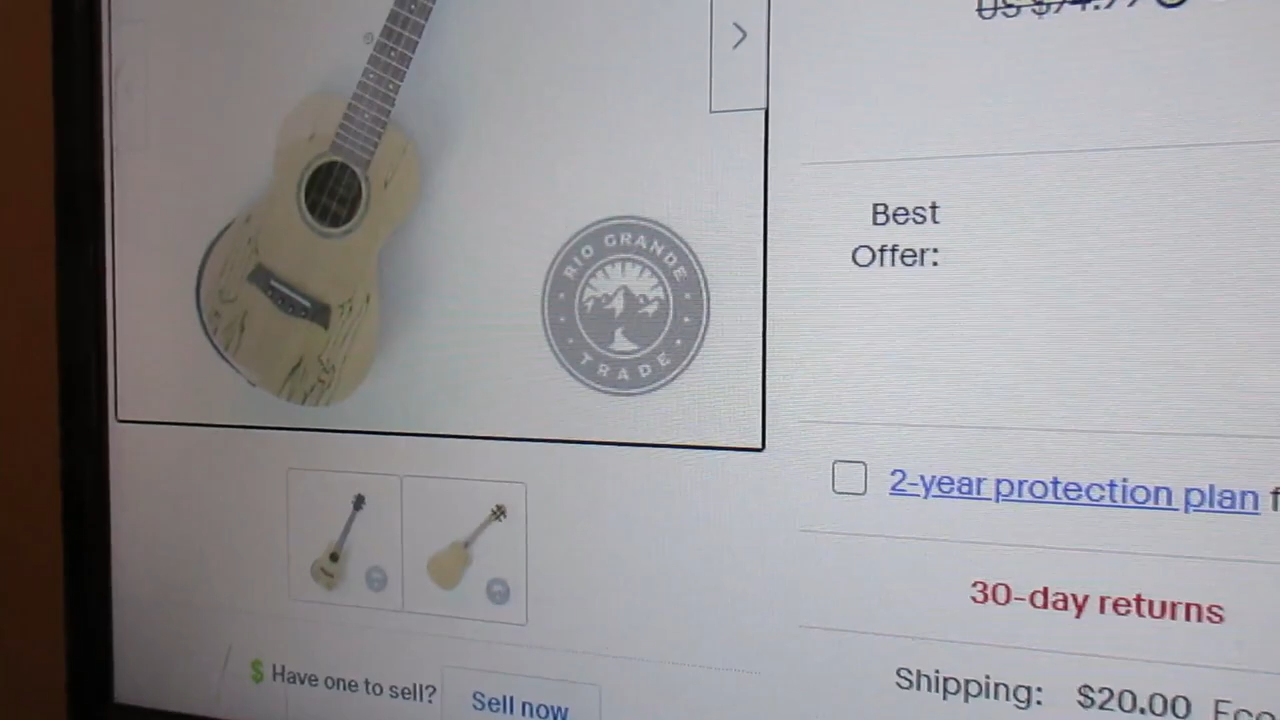 RIO GRANDE
TRADE
Best
Offer:
2-year protection plan
30-day returns
Shipping: $20.00
$ Have one to sell?
Sell now